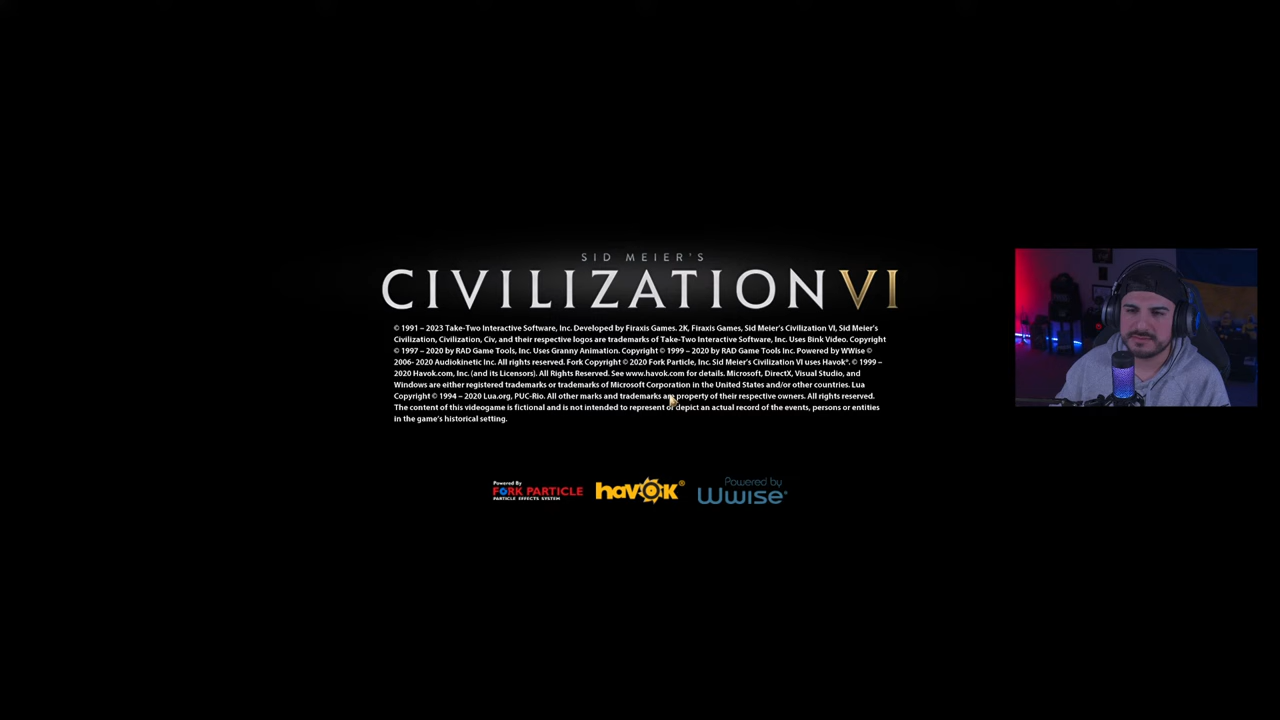 SID MEIER'S
CIVILIZATION VI
© 1991 – 2023 Take-Two Interactive Software, Inc. Developed by Firaxis Games. 2K, Firaxis Games, Sid Meier's Civilization VI, Sid Meier's
Civilization, Civilization, Civ, and their respective logos are trademarks of Take-Two Interactive Software, Inc. Uses Bink Video. Copyright
© 1997 – 2020 by RAD Game Tools, Inc. Uses Granny Animation. Copyright © 1999 – 2020 by RAD Game Tools Inc. Powered by WWise ©
2006- 2020 Audiokinetic Inc. All rights reserved. Fork Copyright © 2020 Fork Particle, Inc. Sid Meier's Civilization VI uses Havok®. © 1999 –
2020 Havok.com, Inc. (and its Licensors). All Rights Reserved. See www.havok.com for details. Microsoft, DirectX, Visual Studio, and
Windows are either registered trademarks or trademarks of Microsoft Corporation in the United States and/or other countries. Lua
Copyright © 1994 – 2020 Lua.org, PUC-Rio. All other marks and trademarks are property of their respective owners. All rights reserved.
The content of this videogame is fictional and is not intended to represent or depict an actual record of the events, persons or entities
in the game's historical setting.
Powered By
FORK PARTICLE
PARTICLE EFFECTS SYSTEM
havok®
Powered by
Wwise®